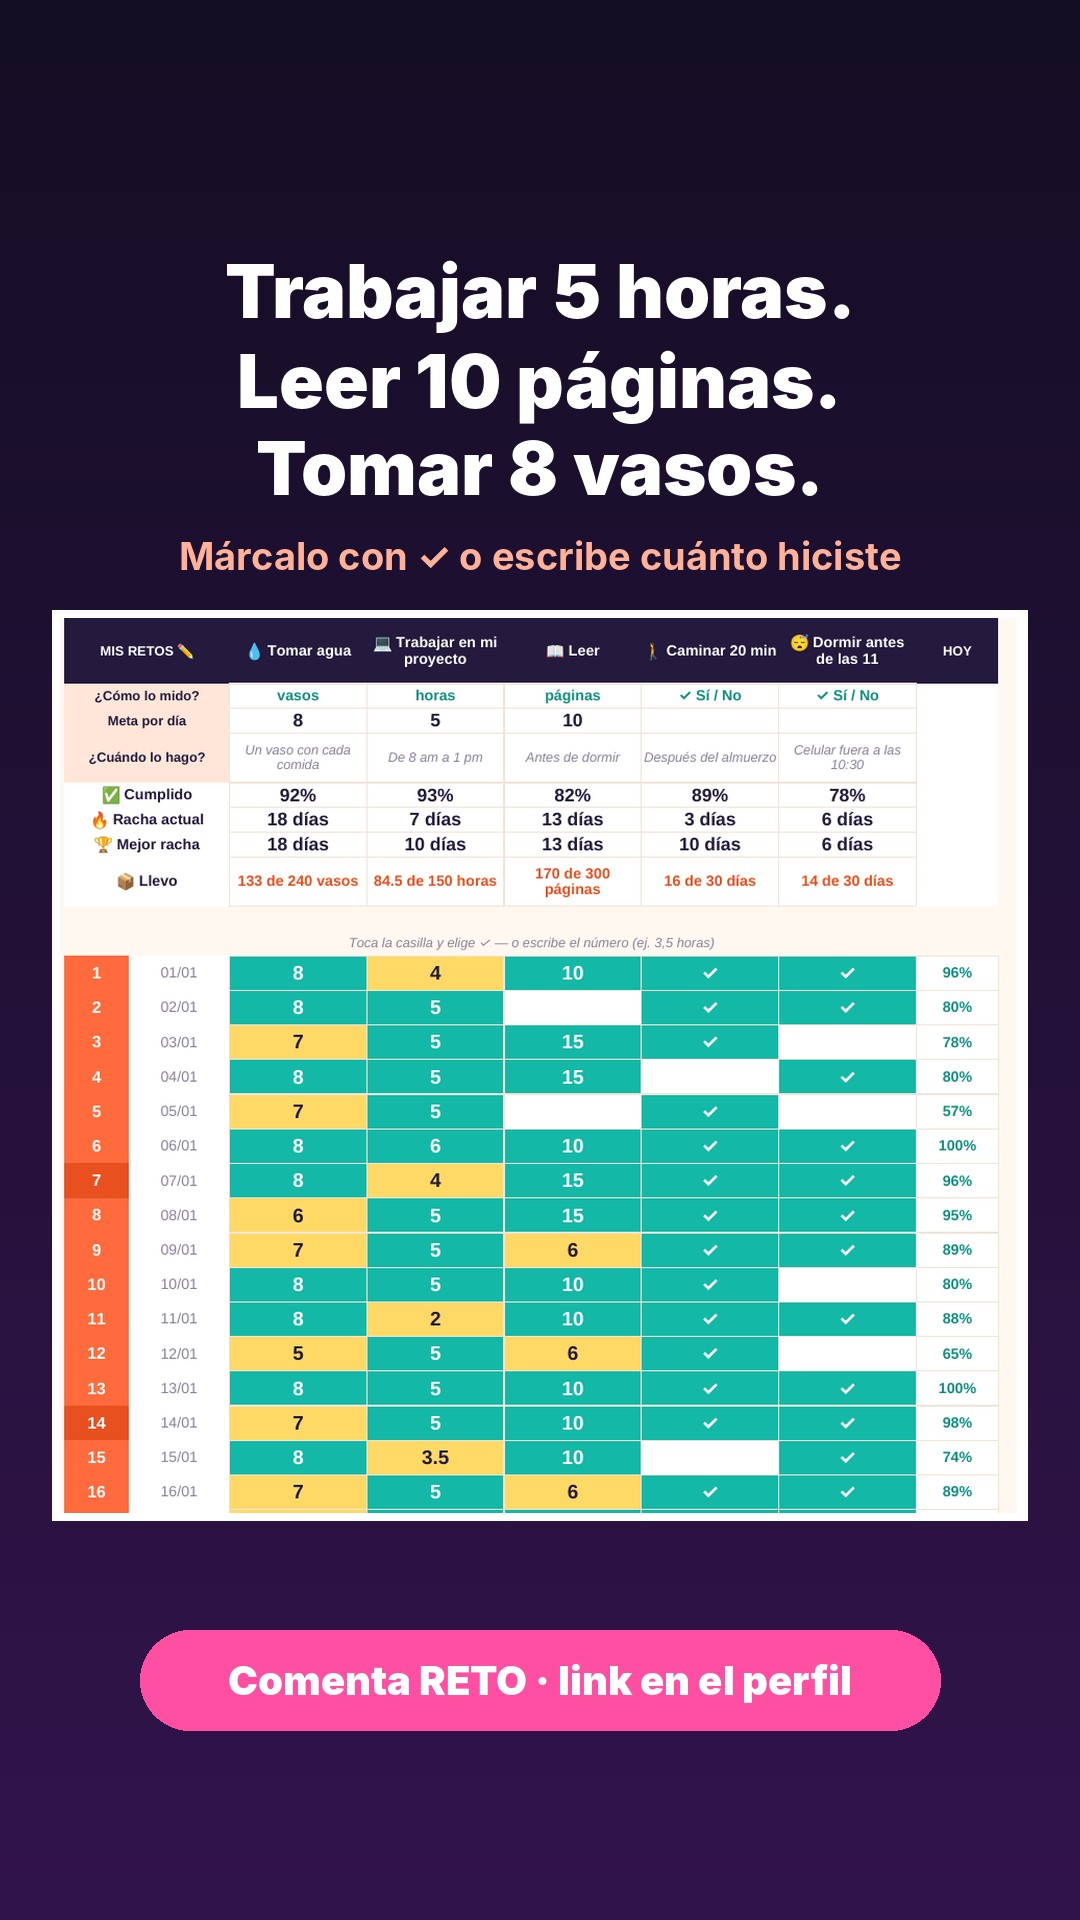 Trabajar 5 horas.
Leer 10 páginas.
Tomar 8 vasos.
Márcalo con ✓ o escribe cuánto hiciste
MIS RETOS ✏️ 💧 Tomar agua 💻 Trabajar en mi proyecto 📖 Leer 🚶 Caminar 20 min 😴 Dormir antes de las 11 HOY
¿Cómo lo mido? vasos horas páginas ✓ Sí / No ✓ Sí / No
Meta por día 8 5 10
¿Cuándo lo hago? Un vaso con cada comida De 8 am a 1 pm Antes de dormir Después del almuerzo Celular fuera a las 10:30
✅ Cumplido 92% 93% 82% 89% 78%
🔥 Racha actual 18 días 7 días 13 días 3 días 6 días
🏆 Mejor racha 18 días 10 días 13 días 10 días 6 días
📦 Llevo 133 de 240 vasos 84.5 de 150 horas 170 de 300 páginas 16 de 30 días 14 de 30 días
Toca la casilla y elige ✓ — o escribe el número (ej. 3,5 horas)
1 01/01 8 4 10 ✓ ✓ 96%
2 02/01 8 5 ✓ ✓ 80%
3 03/01 7 5 15 ✓ 78%
4 04/01 8 5 15 ✓ 80%
5 05/01 7 5 ✓ 57%
6 06/01 8 6 10 ✓ ✓ 100%
7 07/01 8 4 15 ✓ ✓ 96%
8 08/01 6 5 15 ✓ ✓ 95%
9 09/01 7 5 6 ✓ ✓ 89%
10 10/01 8 5 10 ✓ 80%
11 11/01 8 2 10 ✓ ✓ 88%
12 12/01 5 5 6 ✓ 65%
13 13/01 8 5 10 ✓ ✓ 100%
14 14/01 7 5 10 ✓ ✓ 98%
15 15/01 8 3.5 10 ✓ 74%
16 16/01 7 5 6 ✓ ✓ 89%
Comenta RETO · link en el perfil